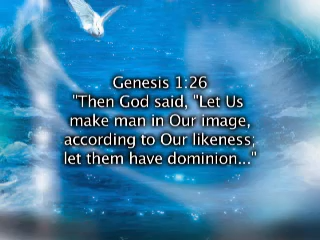 Genesis 1:26
"Then God said, "Let Us
make man in Our image,
according to Our likeness;
let them have dominion..."